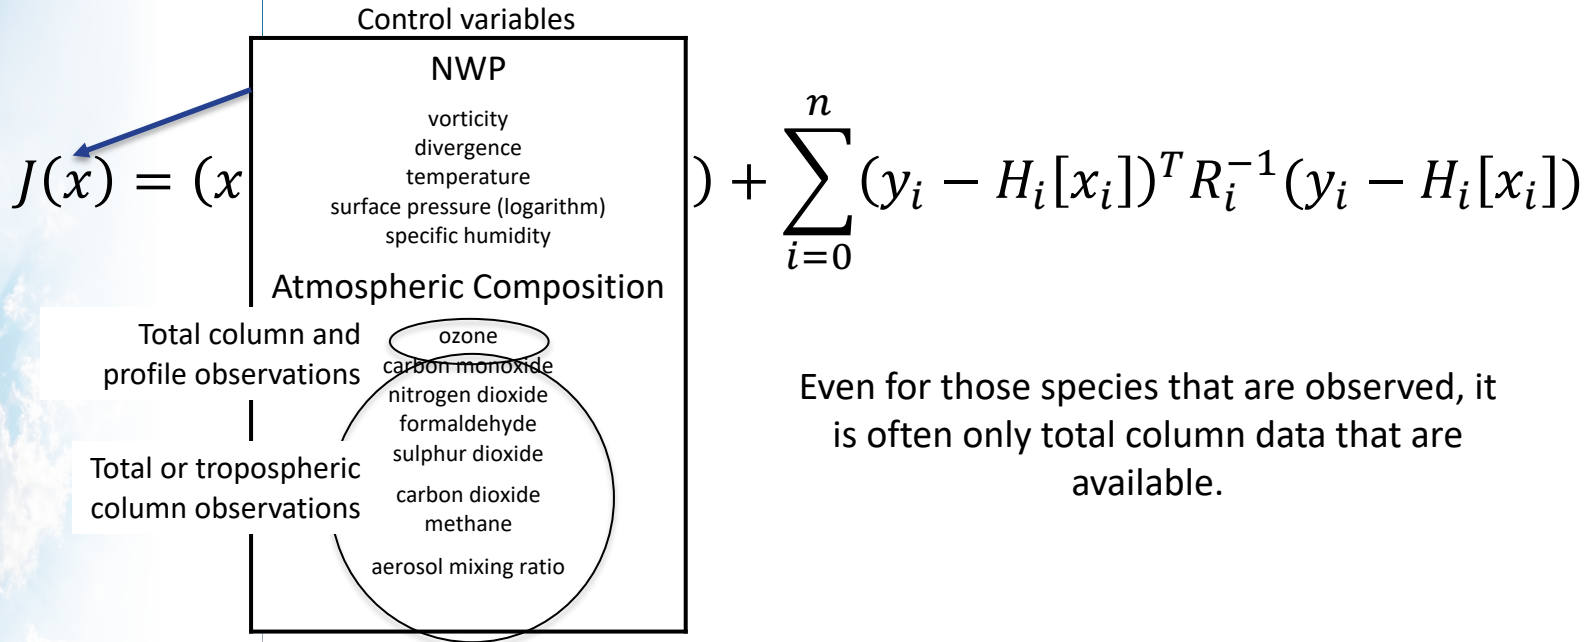 Control variables
NWP
vorticity
divergence
temperature
surface pressure (logarithm)
specific humidity
J(x) = (x ) + \sum_{i=0}^{n} (y_i − H_i[x_i])^T R_i^{−1} (y_i − H_i[x_i])
Atmospheric Composition
Total column and
profile observations
ozone
carbon monoxide
nitrogen dioxide
formaldehyde
sulphur dioxide
Total or tropospheric
column observations
carbon dioxide
methane
aerosol mixing ratio
Even for those species that are observed, it
is often only total column data that are
available.